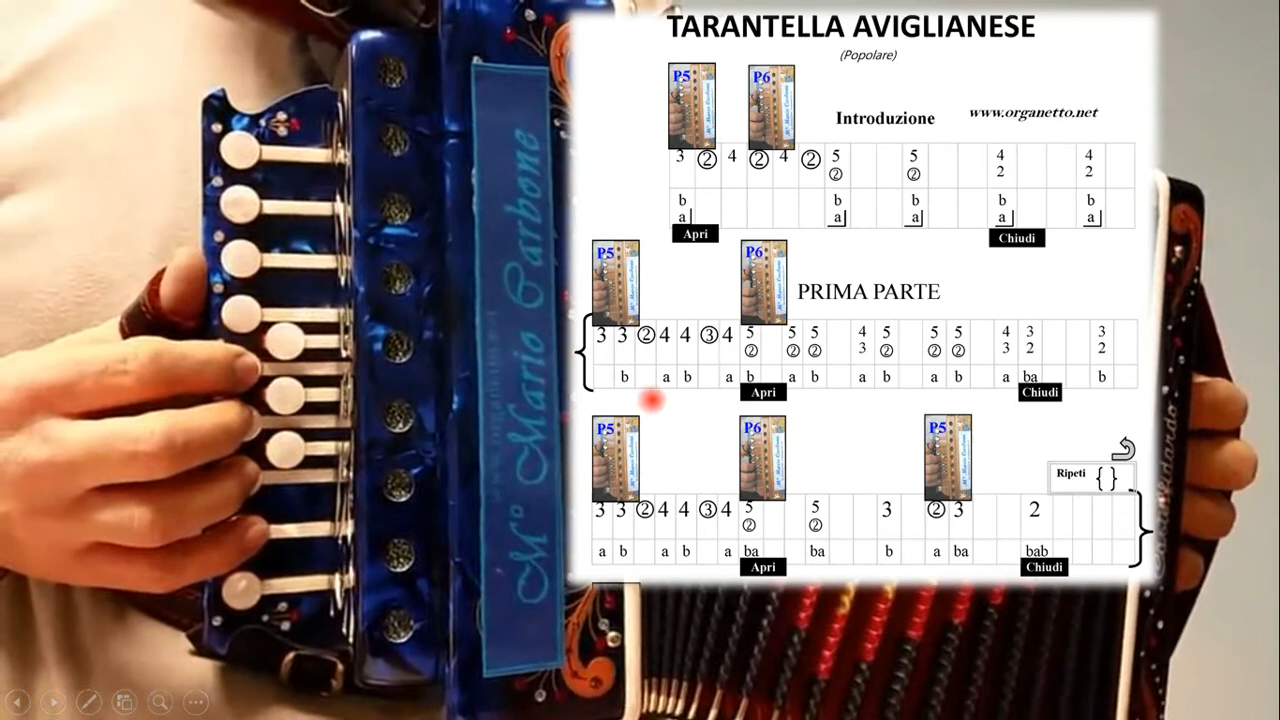 TARANTELLA AVIGLIANESE
(Popolare)
P5 P6
Introduzione www.organetto.net
3 ② 4 ② 4 ② 5 5 4 4
② ② 2 2
b b b b b
a a a a a
Apri Chiudi
P5 P6
PRIMA PARTE
3 3 ② 4 4 ③ 4 5 ② 5 4 5 ② 5 4 3 3
② ② 3 ② ② 3 2 2
b a b a b a b a b a b a ba b
Apri Chiudi
P5 P6 P5
Ripeti { }
3 3 ② 4 4 ③ 4 5 5 3 ② 3 2
② ②
a b a b a ba ba b a ba bab
Apri Chiudi
M° Mario Carbone